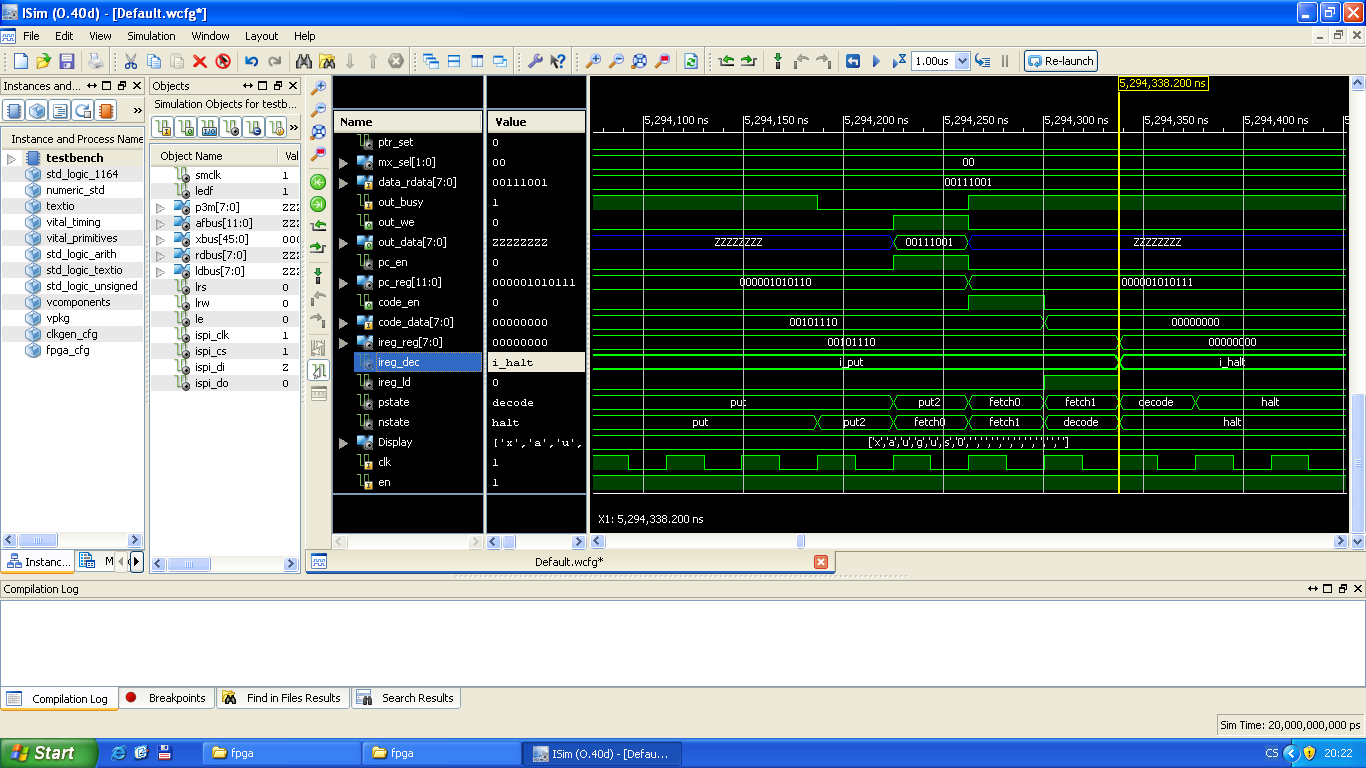 ISim (O.40d) - [Default.wcfg*]
File Edit View Simulation Window Layout Help
1.00us Re-launch
Instances and...
Instance and Process Name
testbench
std_logic_1164
numeric_std
textio
vital_timing
vital_primitives
std_logic_arith
std_logic_textio
std_logic_unsigned
vcomponents
vpkg
clkgen_cfg
fpga_cfg
Instanc... M
Objects
Simulation Objects for testb...
Object Name Val
smclk 1
ledf 1
p3m[7:0] ZZZ
afbus[11:0] ZZZ
xbus[45:0] 000
rdbus[7:0] ZZZ
ldbus[7:0] ZZZ
lrs 0
lrw 0
le 0
ispi_clk 1
ispi_cs 1
ispi_di Z
ispi_do 0
5,294,338.200 ns
Name Value 5,294,100 ns 5,294,150 ns 5,294,200 ns 5,294,250 ns 5,294,300 ns 5,294,350 ns 5,294,400 ns
ptr_set 0
mx_sel[1:0] 00 00
data_rdata[7:0] 00111001 00111001
out_busy 1
out_we 0
out_data[7:0] ZZZZZZZZ ZZZZZZZZ 00111001 ZZZZZZZZ
pc_en 0
pc_reg[11:0] 000001010111 000001010110 000001010111
code_en 0
code_data[7:0] 00000000 00101110 00000000
ireg_reg[7:0] 00000000 00101110 00000000
ireg_dec i_halt i_put i_halt
ireg_ld 0
pstate decode put put2 fetch0 fetch1 decode halt
nstate halt put put2 fetch0 fetch1 decode halt
Display ['x','a','u',
clk 1
en 1
X1: 5,294,338.200 ns
Default.wcfg*
Compilation Log
Compilation Log Breakpoints Find in Files Results Search Results
Sim Time: 20,000,000,000 ps
Start fpga fpga ISim (O.40d) - [Defau... CS 20:22